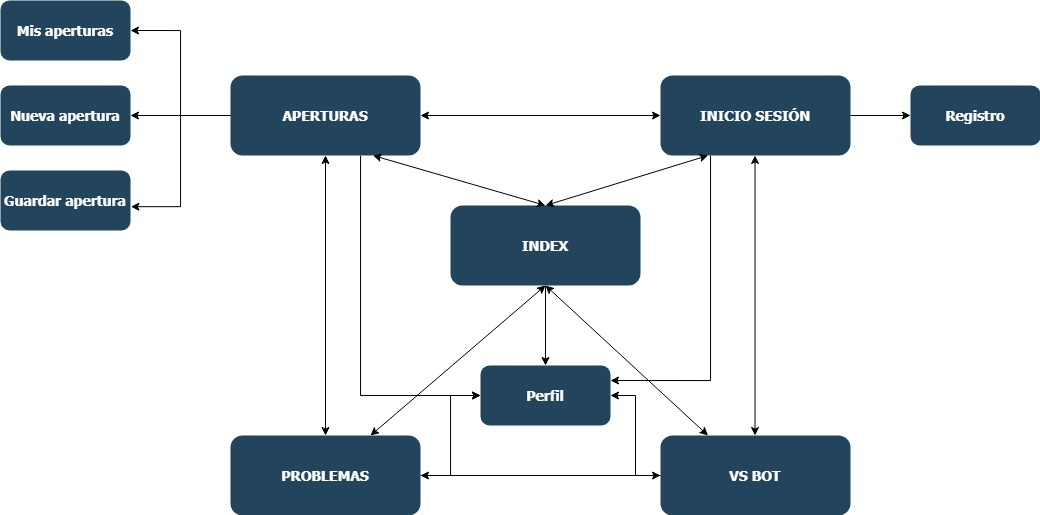 Mis aperturas
Nueva apertura
Guardar apertura
APERTURAS
INICIO SESIÓN
Registro
INDEX
Perfil
PROBLEMAS
VS BOT